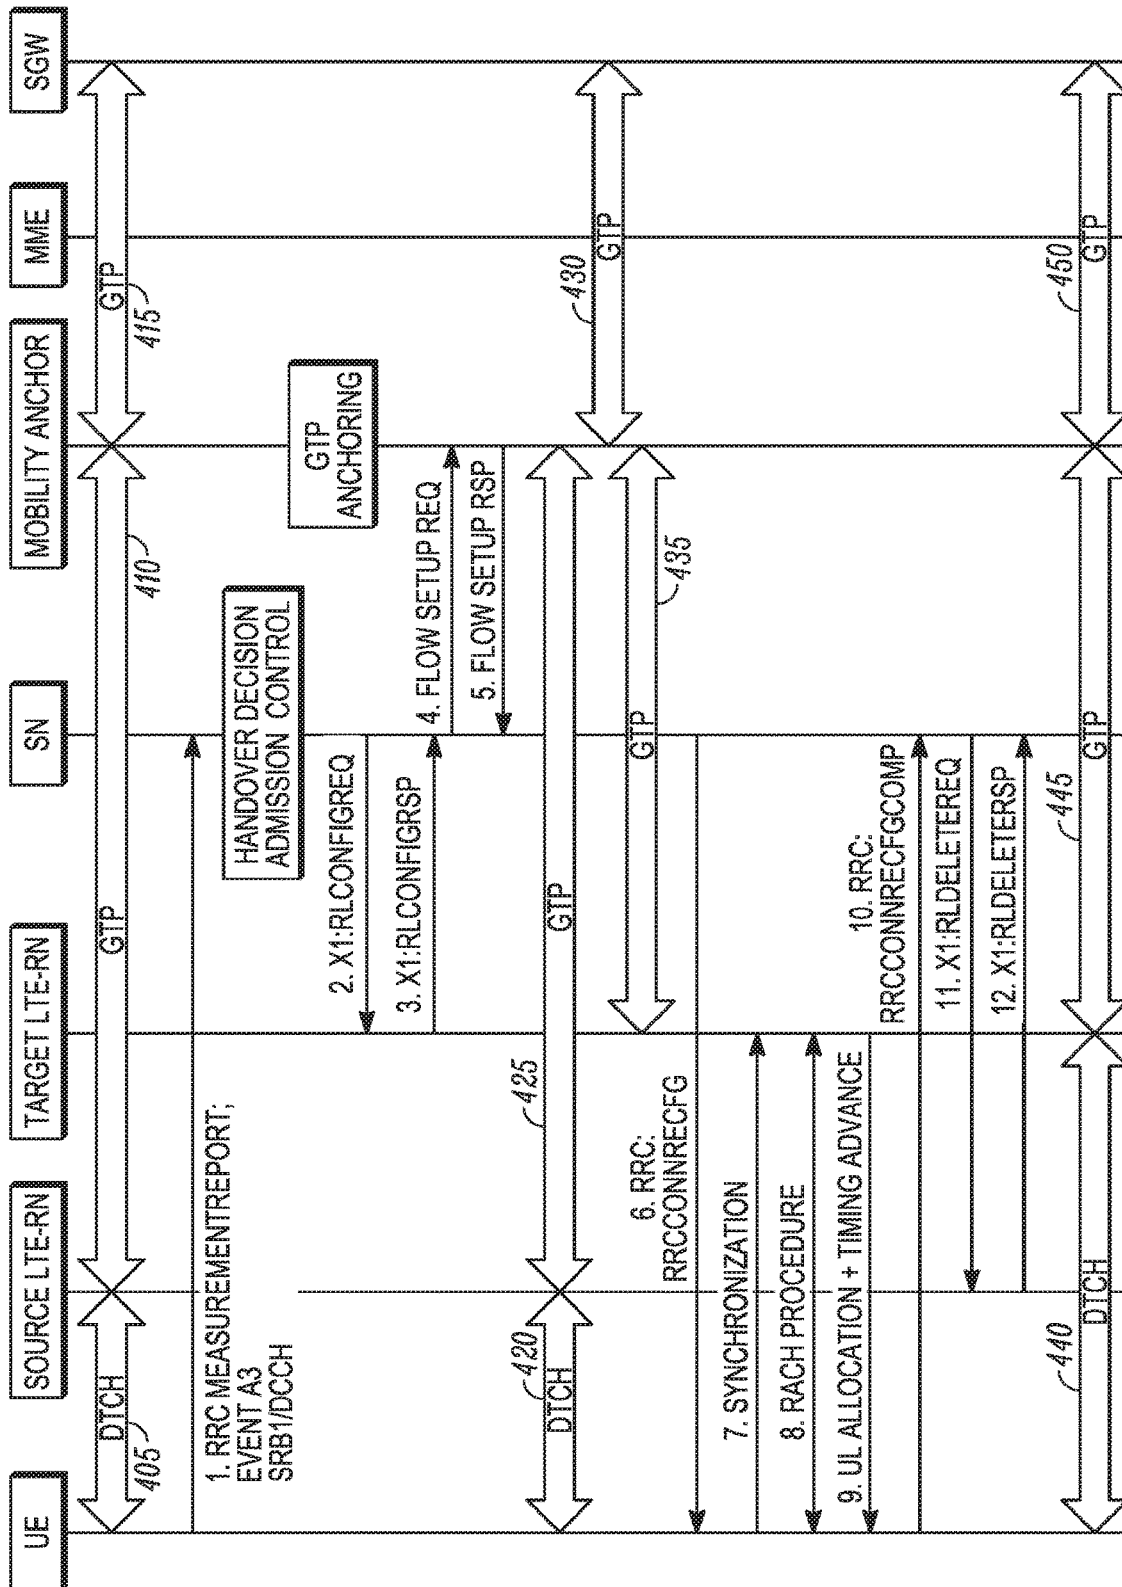 UE
SOURCE LTE-RN
TARGET LTE-RN
SN
MOBILITY ANCHOR
MME
SGW
DTCH
GTP
GTP
405
410
415
1. RRC MEASUREMENTREPORT;
EVENT A3
SRB1/DCCH
HANDOVER DECISION
ADMISSION CONTROL
GTP
ANCHORING
2. X1:RLCONFIGREQ
3. X1:RLCONFIGRSP
4. FLOW SETUP REQ
5. FLOW SETUP RSP
420
425
DTCH
GTP
430
GTP
GTP
435
6. RRC:
RRCCONNRECFG
7. SYNCHRONIZATION
8. RACH PROCEDURE
9. UL ALLOCATION + TIMING ADVANCE
10. RRC:
RRCCONNRECFGCOMP
11. X1:RLDELETEREQ
12. X1:RLDELETERSP
440
445
450
DTCH
GTP
GTP